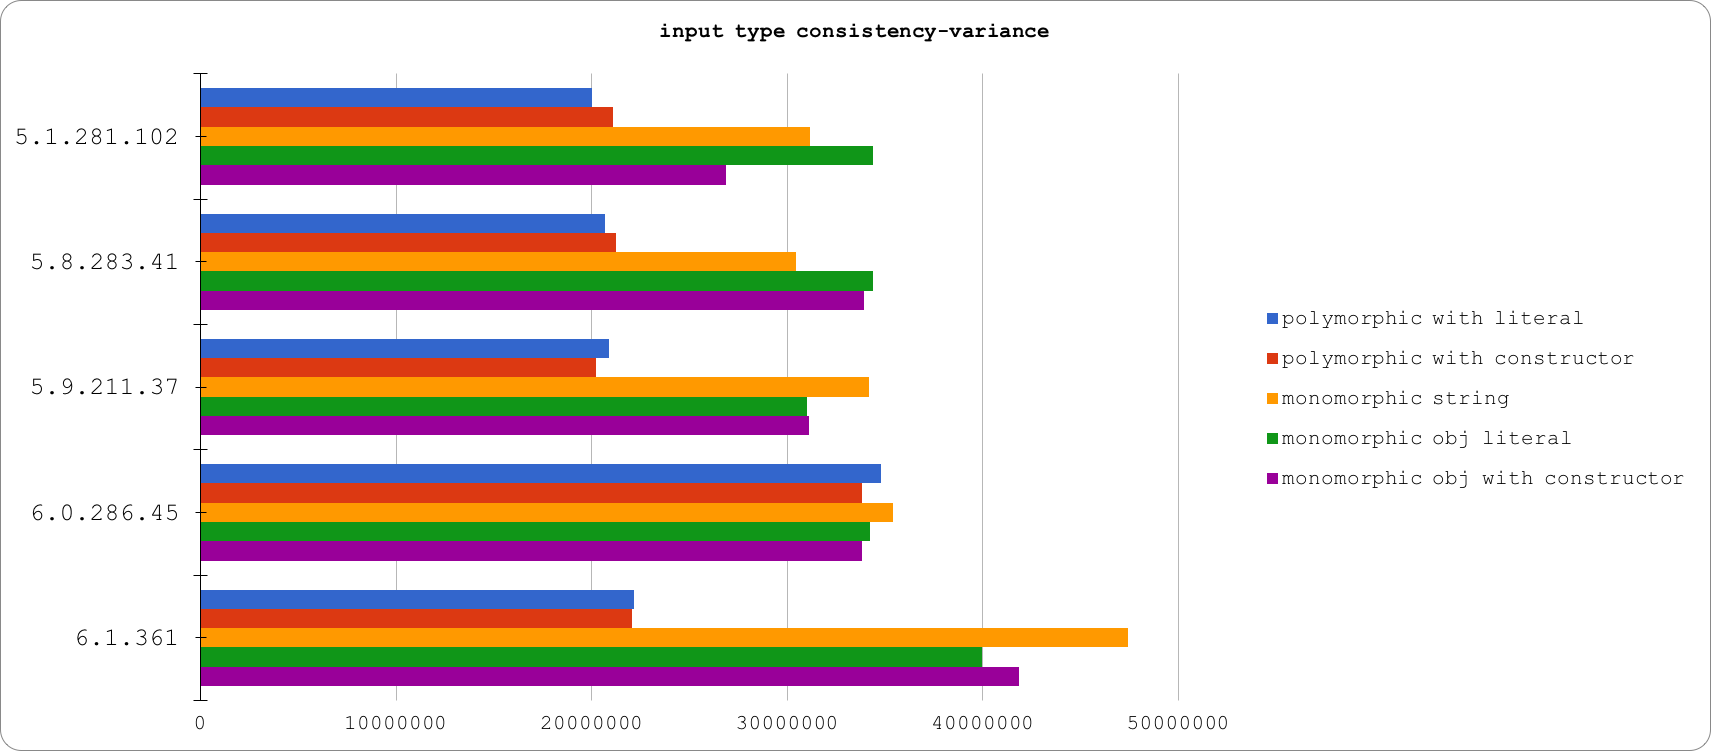 input type consistency-variance
5.1.281.102
5.8.283.41
5.9.211.37
6.0.286.45
6.1.361
0 10000000 20000000 30000000 40000000 50000000
polymorphic with literal
polymorphic with constructor
monomorphic string
monomorphic obj literal
monomorphic obj with constructor